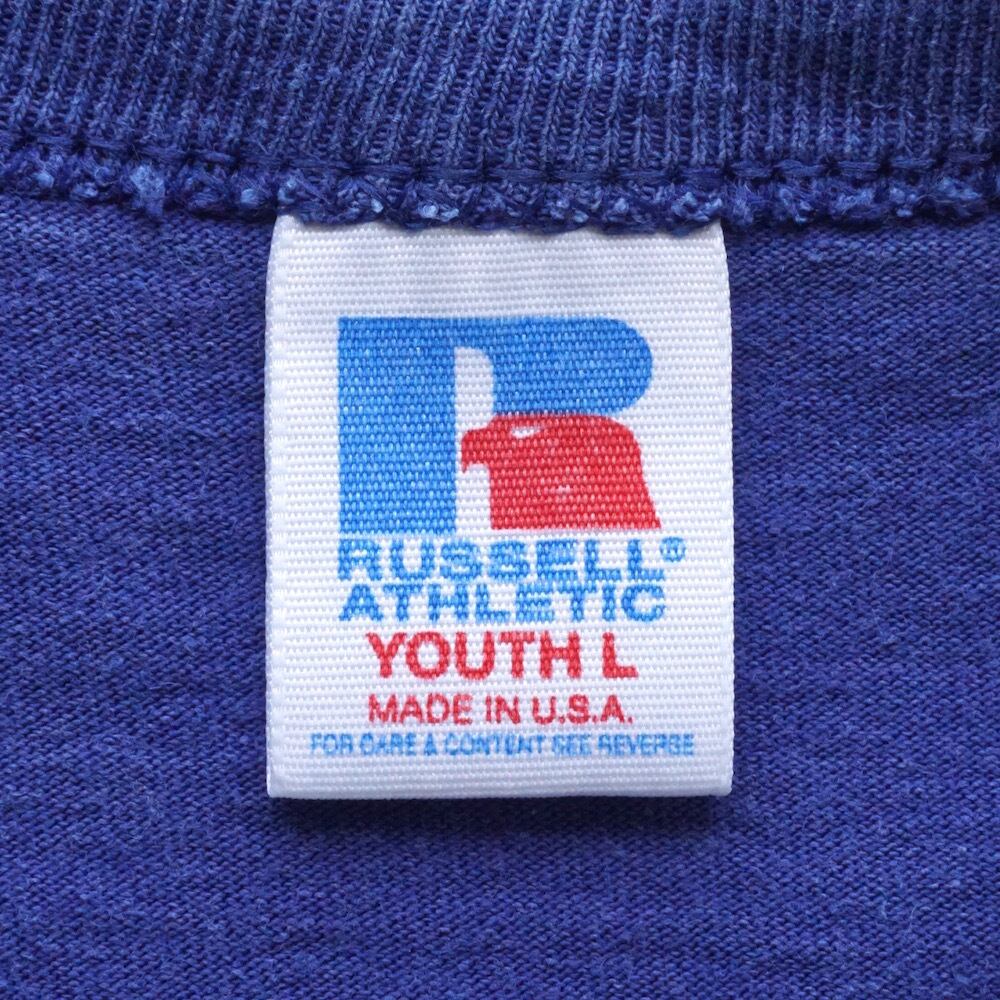 R
RUSSELL®
ATHLETIC
YOUTH L
MADE IN U.S.A.
FOR CARE & CONTENT SEE REVERSE